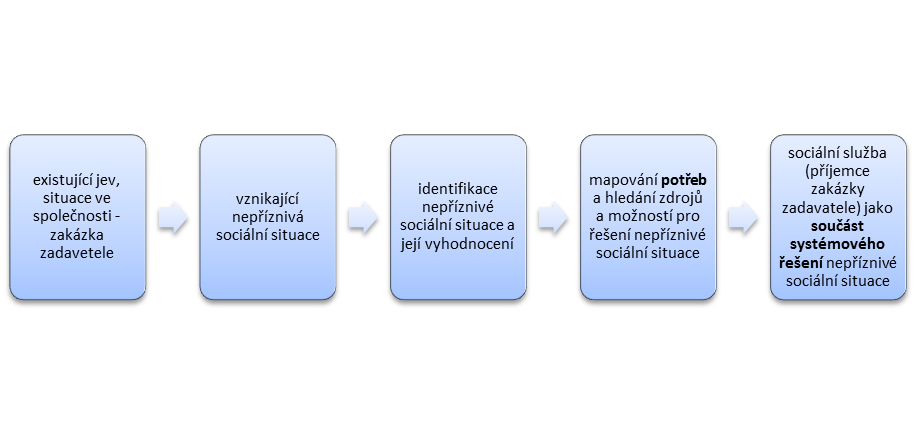 existující jev,
situace ve
společnosti -
zakázka
zadavetele
vznikající
nepříznivá
sociální situace
identifikace
nepříznivé
sociální situace a
její vyhodnocení
mapování potřeb
a hledání zdrojů
a možností pro
řešení nepříznivé
sociální situace
sociální služba
(příjemce
zakázky
zadavatele) jako
součást
systémového
řešení nepříznivé
sociální situace